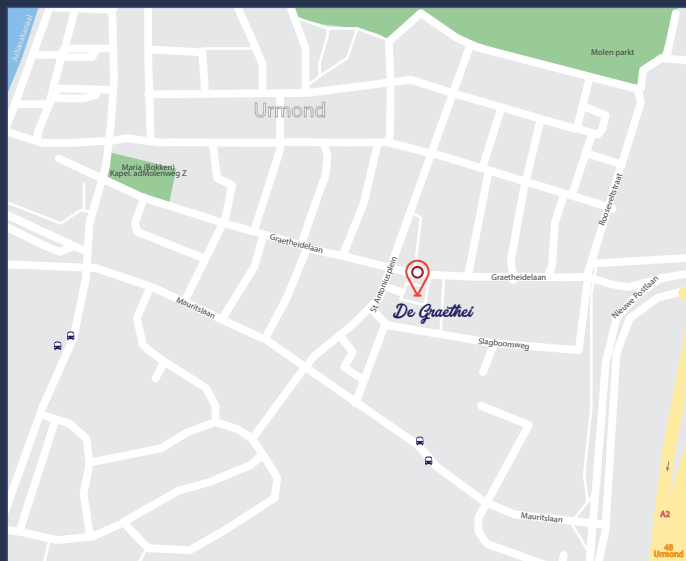 Julianakanaal
Molen parkt
Urmond
Maria (Bokken)
Kapel. adMolenweg Z
Rooseveltstraat
Graetheidelaan
St Antoniusplein
Graetheidelaan
Nieuwe Postlaan
Mauritslaan
De Graethei
Slagboomweg
Mauritslaan
A2
48
Urmond